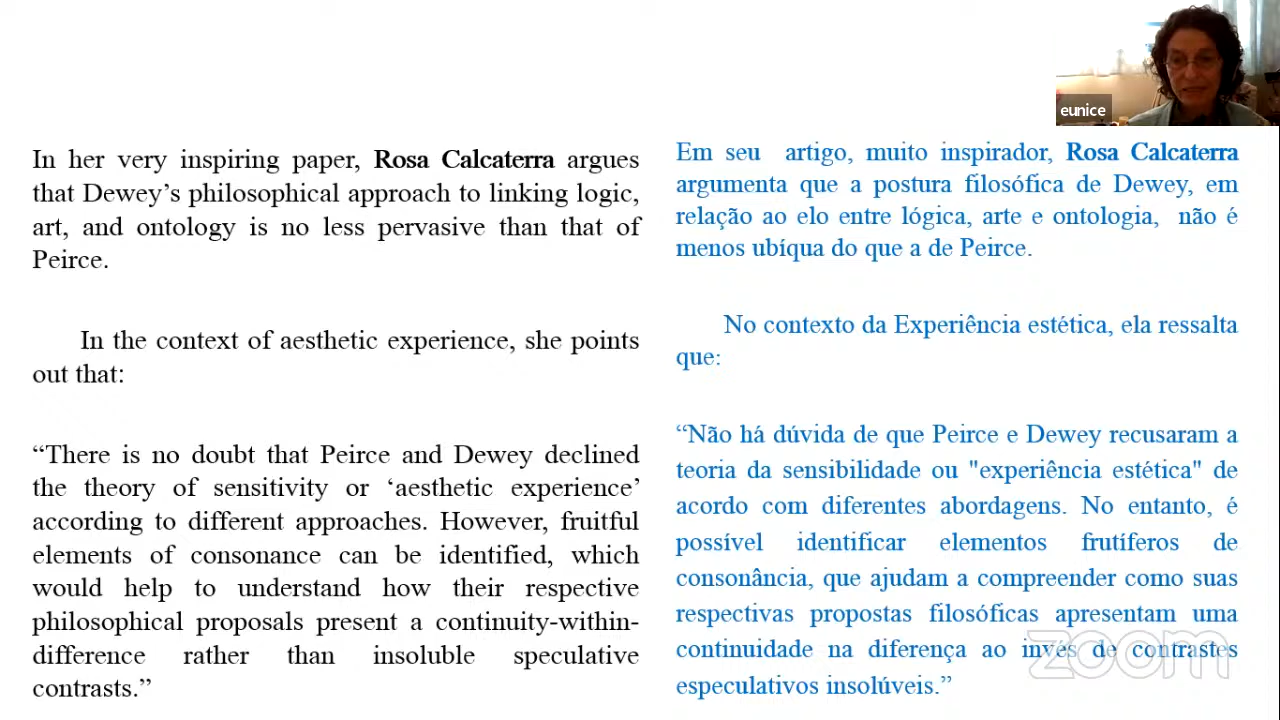 eunice
In her very inspiring paper, Rosa Calcaterra argues
that Dewey’s philosophical approach to linking logic,
art, and ontology is no less pervasive than that of
Peirce.
In the context of aesthetic experience, she points
out that:
“There is no doubt that Peirce and Dewey declined
the theory of sensitivity or ‘aesthetic experience’
according to different approaches. However, fruitful
elements of consonance can be identified, which
would help to understand how their respective
philosophical proposals present a continuity-within-
difference rather than insoluble speculative
contrasts.”
Em seu artigo, muito inspirador, Rosa Calcaterra
argumenta que a postura filosófica de Dewey, em
relação ao elo entre lógica, arte e ontologia, não é
menos ubíqua do que a de Peirce.
No contexto da Experiência estética, ela ressalta
que:
“Não há dúvida de que Peirce e Dewey recusaram a
teoria da sensibilidade ou "experiência estética" de
acordo com diferentes abordagens. No entanto, é
possível identificar elementos frutíferos de
consonância, que ajudam a compreender como suas
respectivas propostas filosóficas apresentam uma
continuidade na diferença ao invés de contrastes
especulativos insolúveis.”
zoom